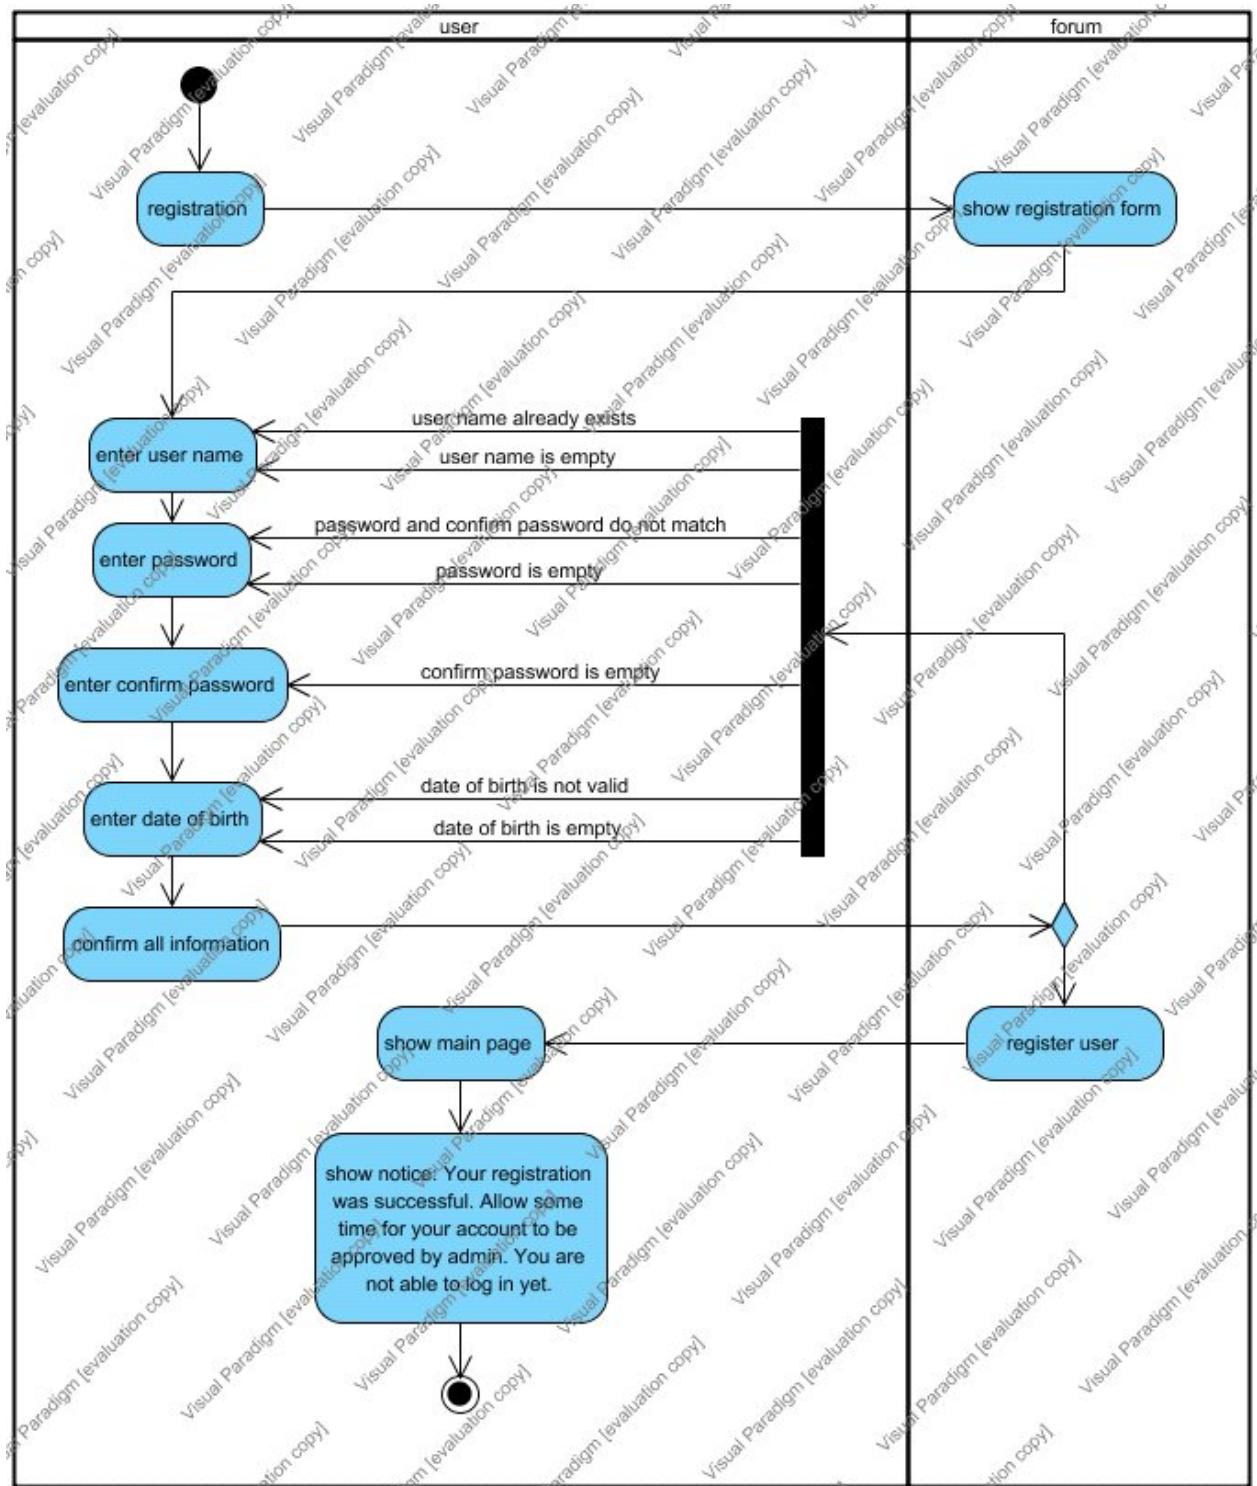 user
forum
registration
show registration form
user name already exists
enter user name
user name is empty
password and confirm password do not match
enter password
password is empty
confirm password is empty
enter confirm password
date of birth is not valid
enter date of birth
date of birth is empty
confirm all information
show main page
register user
show notice: Your registration
was successful. Allow some
time for your account to be
approved by admin. You are
not able to log in yet.
Visual Paradigm [evaluation copy]